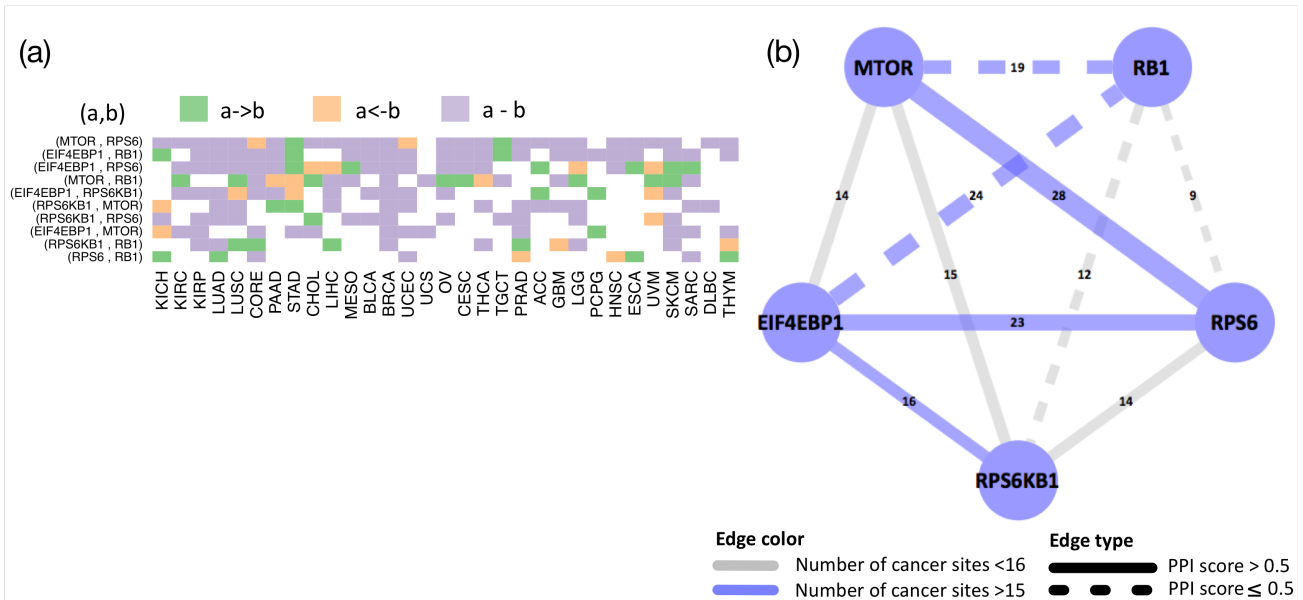 (a)
(a,b)
a->b
a<-b
a - b
(MTOR , RPS6)
(EIF4EBP1 , RB1)
(EIF4EBP1 , RPS6)
(MTOR , RB1)
(EIF4EBP1 , RPS6KB1)
(RPS6KB1 , MTOR)
(RPS6KB1 , RPS6)
(EIF4EBP1 , MTOR)
(RPS6KB1 , RB1)
(RPS6 , RB1)
KICH
KIRC
KIRP
LUAD
LUSC
CORE
PAAD
STAD
CHOL
LIHC
MESO
BLCA
BRCA
UCEC
UCS
OV
CESC
THCA
TGCT
PRAD
ACC
GBM
LGG
PCPG
HNSC
ESCA
UVM
SKCM
SARC
DLBC
THYM
(b)
MTOR
19
RB1
14
24
28
9
15
12
EIF4EBP1
23
RPS6
16
14
RPS6KB1
Edge color
Number of cancer sites <16
Number of cancer sites >15
Edge type
PPI score > 0.5
PPI score ≤ 0.5